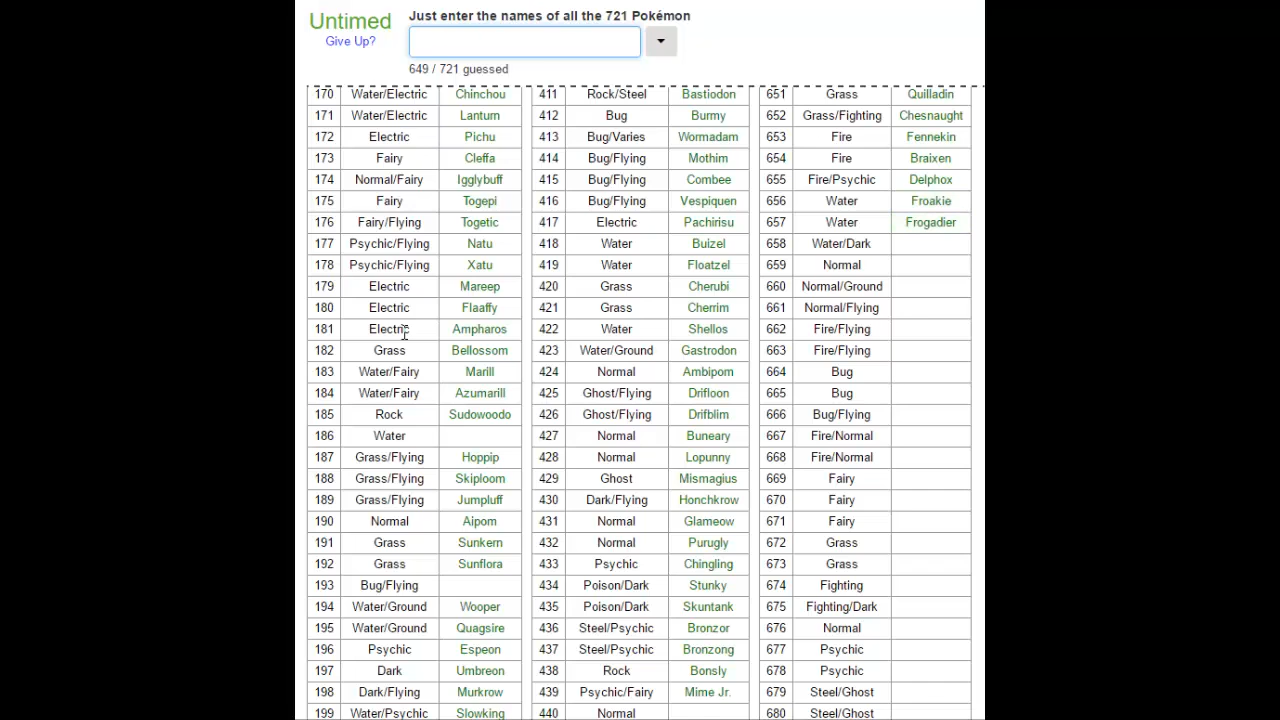 Untimed
Give Up?
Just enter the names of all the 721 Pokémon
649 / 721 guessed
170 Water/Electric Chinchou 411 Rock/Steel Bastiodon 651 Grass Quilladin
171 Water/Electric Lanturn 412 Bug Burmy 652 Grass/Fighting Chesnaught
172 Electric Pichu 413 Bug/Varies Wormadam 653 Fire Fennekin
173 Fairy Cleffa 414 Bug/Flying Mothim 654 Fire Braixen
174 Normal/Fairy Igglybuff 415 Bug/Flying Combee 655 Fire/Psychic Delphox
175 Fairy Togepi 416 Bug/Flying Vespiquen 656 Water Froakie
176 Fairy/Flying Togetic 417 Electric Pachirisu 657 Water Frogadier
177 Psychic/Flying Natu 418 Water Buizel 658 Water/Dark
178 Psychic/Flying Xatu 419 Water Floatzel 659 Normal
179 Electric Mareep 420 Grass Cherubi 660 Normal/Ground
180 Electric Flaaffy 421 Grass Cherrim 661 Normal/Flying
181 Electric Ampharos 422 Water Shellos 662 Fire/Flying
182 Grass Bellossom 423 Water/Ground Gastrodon 663 Fire/Flying
183 Water/Fairy Marill 424 Normal Ambipom 664 Bug
184 Water/Fairy Azumarill 425 Ghost/Flying Drifloon 665 Bug
185 Rock Sudowoodo 426 Ghost/Flying Drifblim 666 Bug/Flying
186 Water 427 Normal Buneary 667 Fire/Normal
187 Grass/Flying Hoppip 428 Normal Lopunny 668 Fire/Normal
188 Grass/Flying Skiploom 429 Ghost Mismagius 669 Fairy
189 Grass/Flying Jumpluff 430 Dark/Flying Honchkrow 670 Fairy
190 Normal Aipom 431 Normal Glameow 671 Fairy
191 Grass Sunkern 432 Normal Purugly 672 Grass
192 Grass Sunflora 433 Psychic Chingling 673 Grass
193 Bug/Flying 434 Poison/Dark Stunky 674 Fighting
194 Water/Ground Wooper 435 Poison/Dark Skuntank 675 Fighting/Dark
195 Water/Ground Quagsire 436 Steel/Psychic Bronzor 676 Normal
196 Psychic Espeon 437 Steel/Psychic Bronzong 677 Psychic
197 Dark Umbreon 438 Rock Bonsly 678 Psychic
198 Dark/Flying Murkrow 439 Psychic/Fairy Mime Jr. 679 Steel/Ghost
199 Water/Psychic Slowking 440 Normal 680 Steel/Ghost